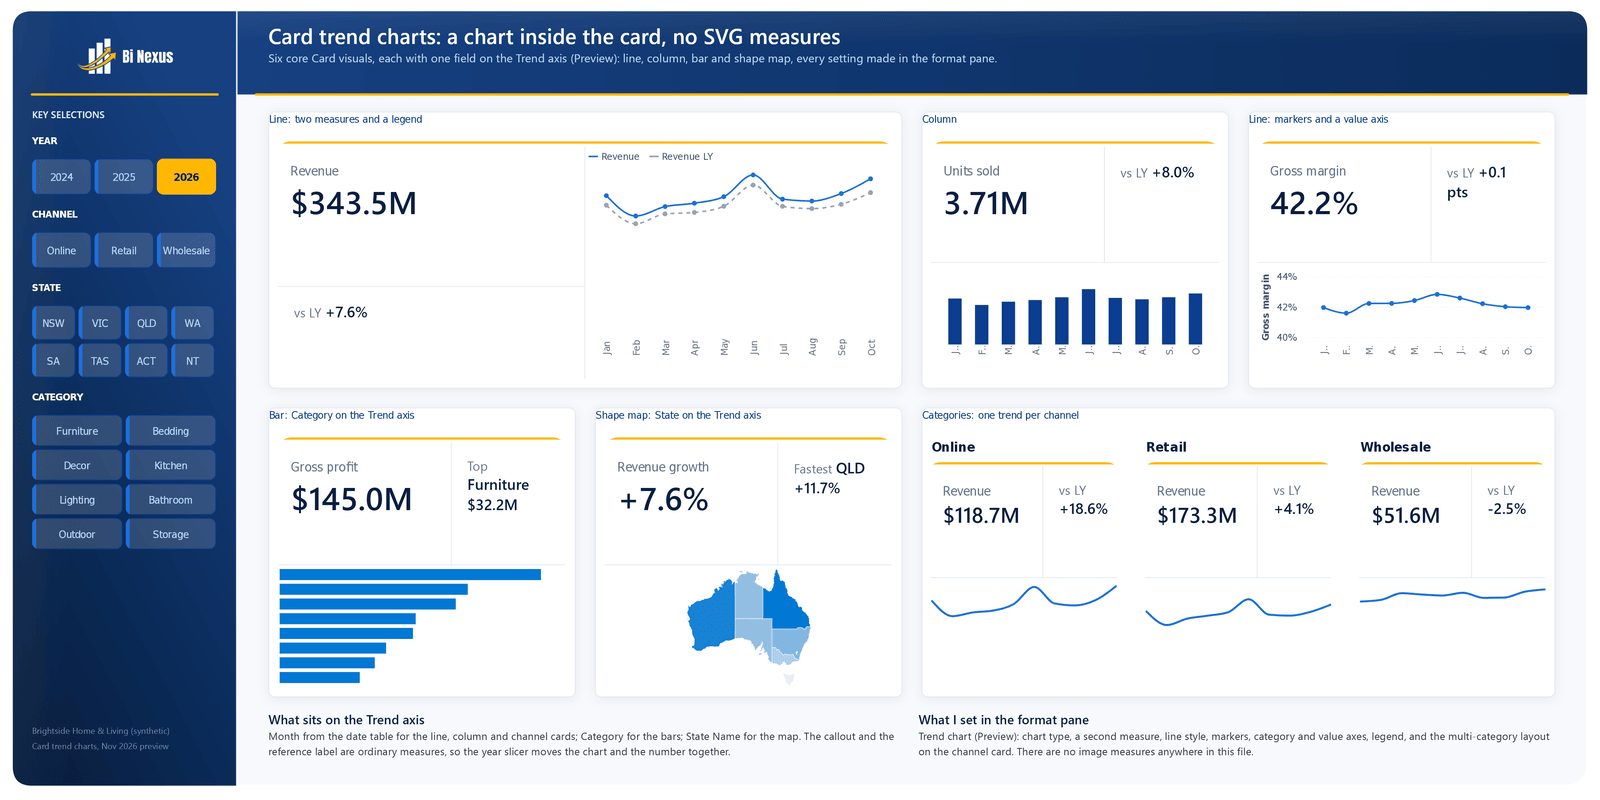 Bi Nexus
KEY SELECTIONS
YEAR
2024 2025 2026
CHANNEL
Online Retail Wholesale
STATE
NSW VIC QLD WA
SA TAS ACT NT
CATEGORY
Furniture Bedding
Decor Kitchen
Lighting Bathroom
Outdoor Storage
Brightside Home & Living (synthetic)
Card trend charts, Nov 2026 preview
Card trend charts: a chart inside the card, no SVG measures
Six core Card visuals, each with one field on the Trend axis (Preview): line, column, bar and shape map, every setting made in the format pane.
Line: two measures and a legend
Revenue
$343.5M
vs LY +7.6%
Revenue Revenue LY
Jan Feb Mar Apr May Jun Jul Aug Sep Oct
Column
Units sold
3.71M
vs LY +8.0%
J.. F.. M. A. M. J.. J.. A. S. O.
Line: markers and a value axis
Gross margin
42.2%
vs LY +0.1
pts
Gross margin
44%
42%
40%
J.. F.. M. A. M. J.. J.. A. S. O.
Bar: Category on the Trend axis
Gross profit
$145.0M
Top
Furniture
$32.2M
Shape map: State on the Trend axis
Revenue growth
+7.6%
Fastest QLD
+11.7%
Categories: one trend per channel
Online
Revenue
$118.7M
vs LY
+18.6%
Retail
Revenue
$173.3M
vs LY
+4.1%
Wholesale
Revenue
$51.6M
vs LY
-2.5%
What sits on the Trend axis
Month from the date table for the line, column and channel cards; Category for the bars; State Name for the map. The callout and the
reference label are ordinary measures, so the year slicer moves the chart and the number together.
What I set in the format pane
Trend chart (Preview): chart type, a second measure, line style, markers, category and value axes, legend, and the multi-category layout
on the channel card. There are no image measures anywhere in this file.